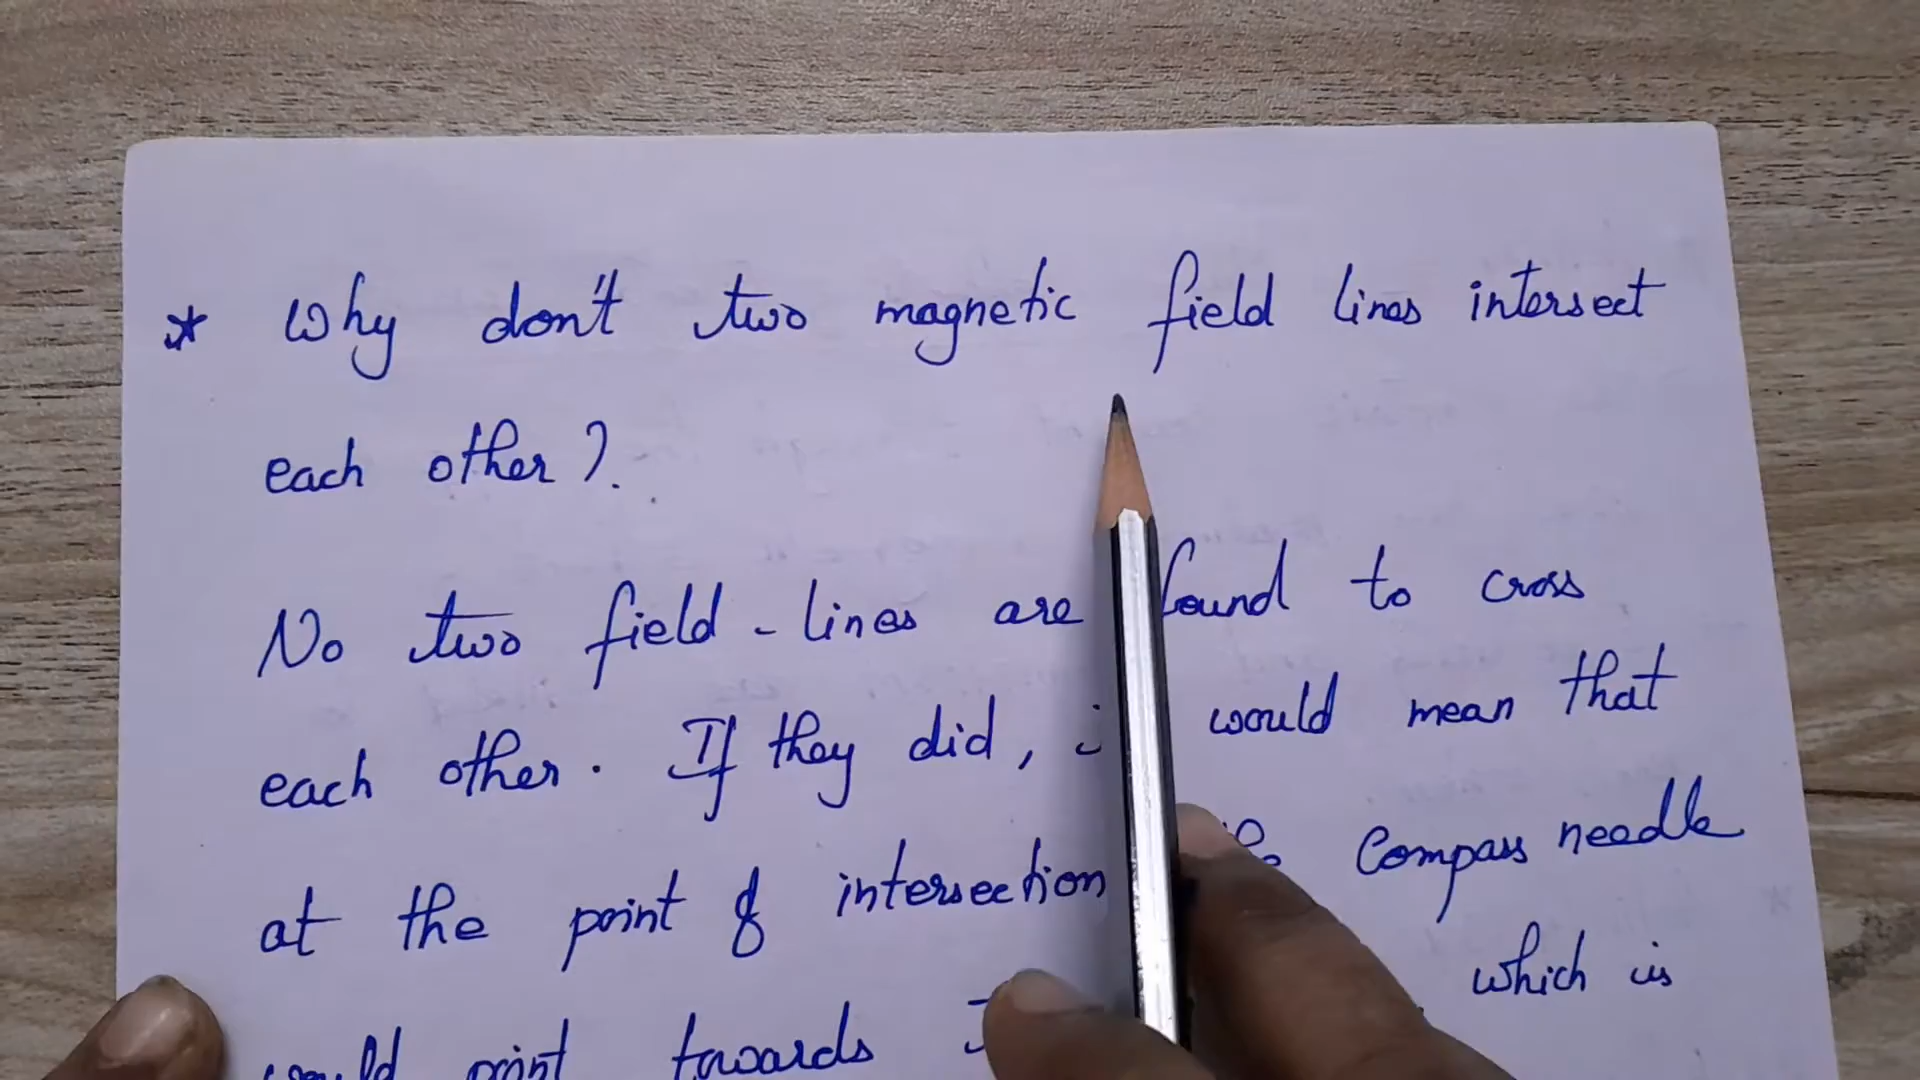 * Why don't two magnetic field lines intersect
each other?
No two field-lines are found to cross
each other. If they did, would mean that
at the point of intersection Compass needle
would point towards which is